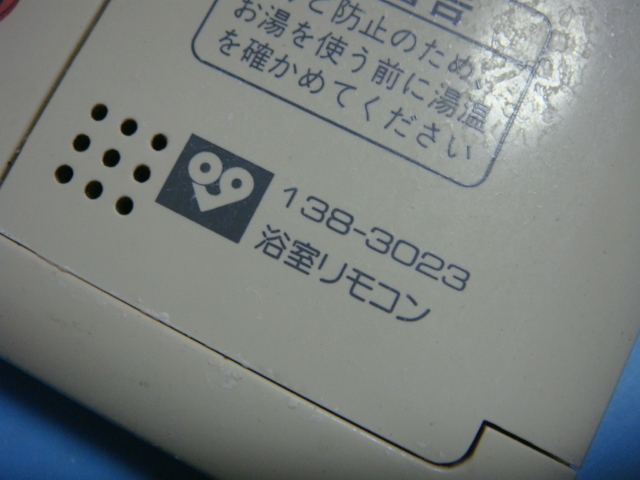 ど防止のため、
お湯を使う前に湯温
を確かめてください
138-3023
浴室リモコン